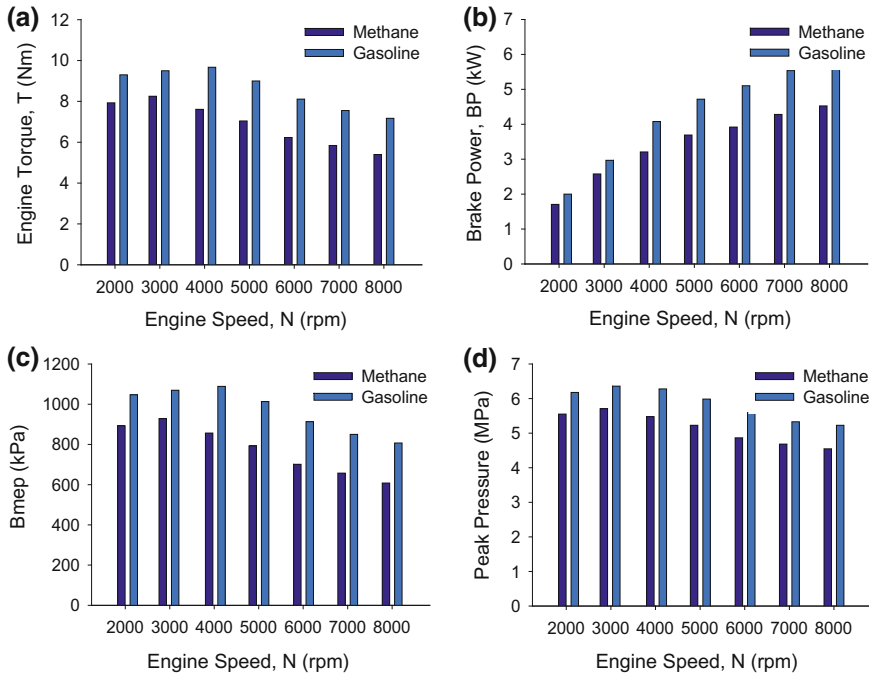 (a)
Engine Torque, T (Nm)
12
10
8
6
4
2
0
Methane
Gasoline
2000 3000 4000 5000 6000 7000 8000
Engine Speed, N (rpm)
(b)
Brake Power, BP (kW)
7
6
5
4
3
2
1
0
Methane
Gasoline
2000 3000 4000 5000 6000 7000 8000
Engine Speed, N (rpm)
(c)
Bmep (kPa)
1200
1000
800
600
400
200
0
Methane
Gasoline
2000 3000 4000 5000 6000 7000 8000
Engine Speed, N (rpm)
(d)
Peak Pressure (MPa)
7
6
5
4
3
2
1
0
Methane
Gasoline
2000 3000 4000 5000 6000 7000 8000
Engine Speed, N (rpm)